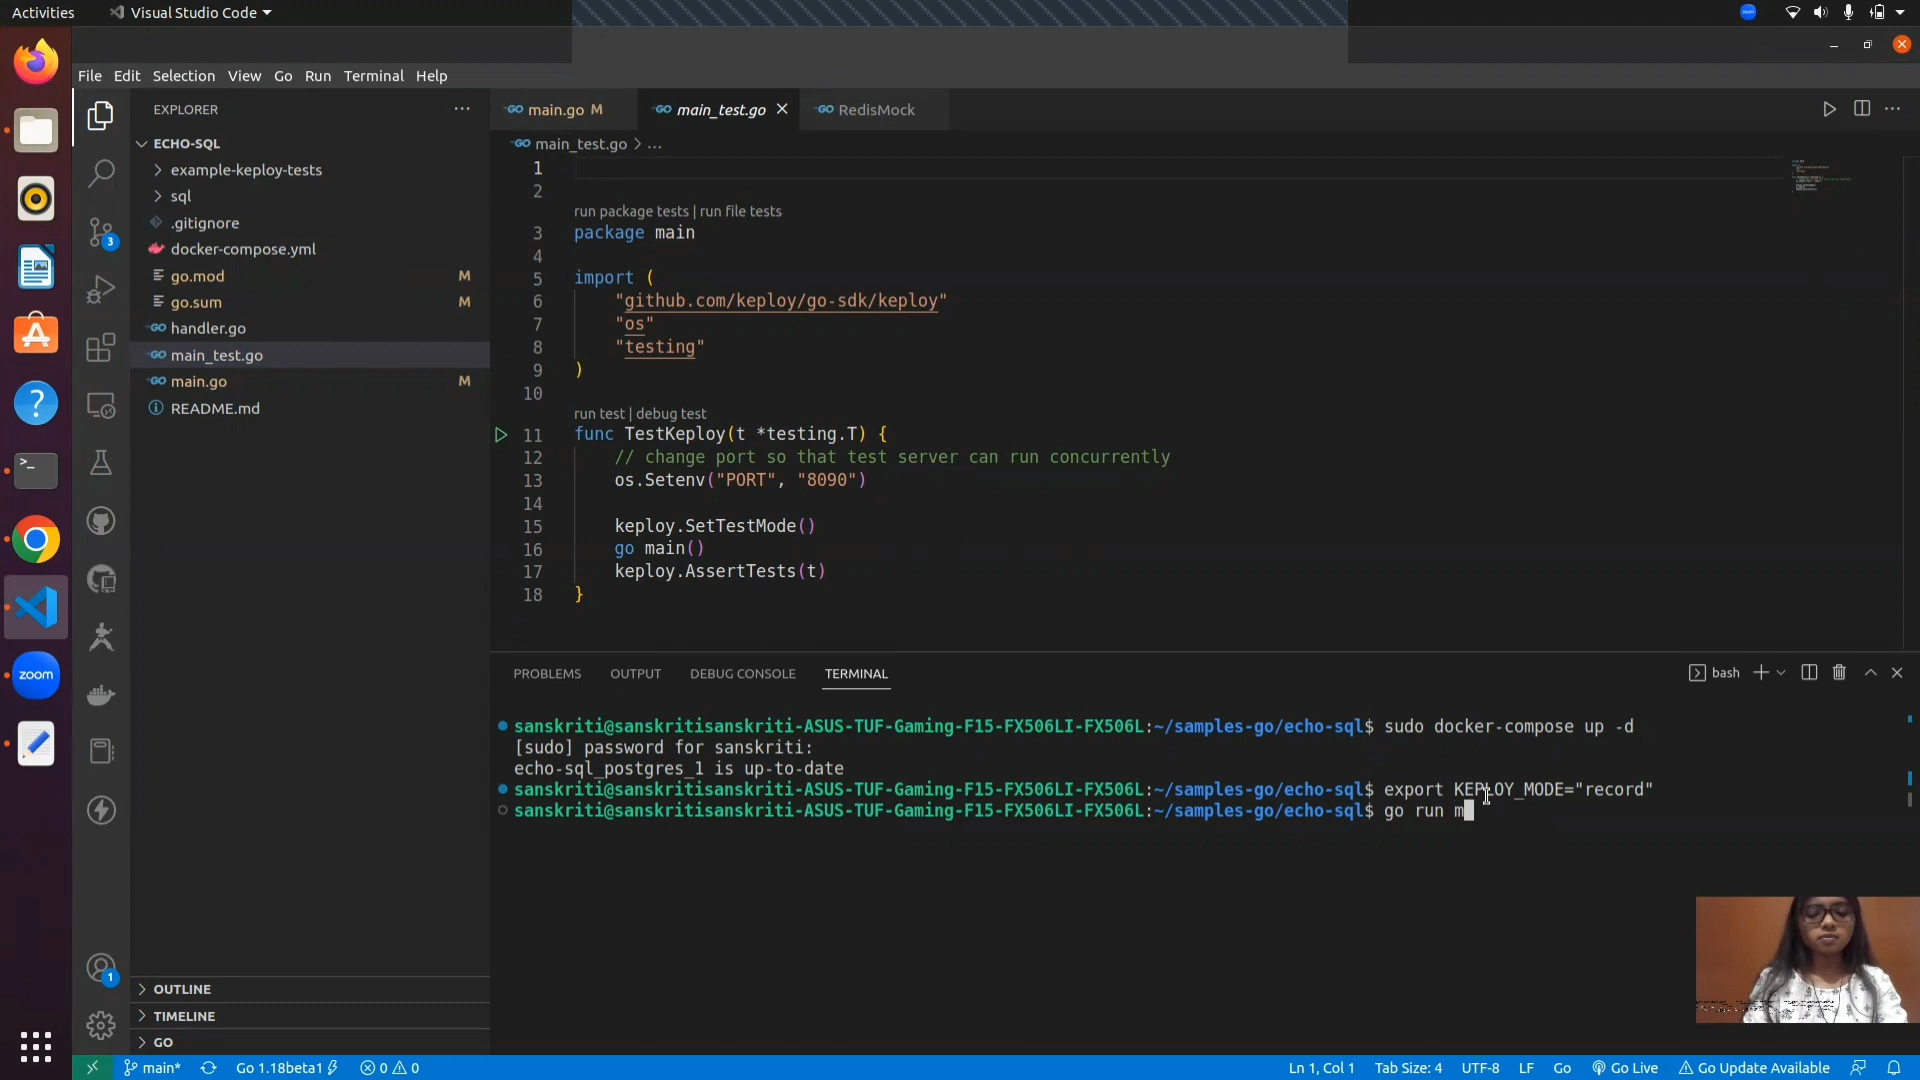 Activities
Visual Studio Code
File Edit Selection View Go Run Terminal Help
EXPLORER
main.go M
main_test.go
RedisMock
ECHO-SQL
main_test.go > ...
example-keploy-tests
sql
.gitignore
docker-compose.yml
go.mod M
go.sum M
handler.go
main_test.go
main.go M
README.md
1
2
run package tests | run file tests
3 package main
4
5 import (
6 "github.com/keploy/go-sdk/keploy"
7 "os"
8 "testing"
9 )
10
run test | debug test
11 func TestKeploy(t *testing.T) {
12 // change port so that test server can run concurrently
13 os.Setenv("PORT", "8090")
14
15 keploy.SetTestMode()
16 go main()
17 keploy.AssertTests(t)
18 }
PROBLEMS OUTPUT DEBUG CONSOLE TERMINAL
bash
sanskriti@sanskritisanskriti-ASUS-TUF-Gaming-F15-FX506LI-FX506L:~/samples-go/echo-sql$ sudo docker-compose up -d
[sudo] password for sanskriti:
echo-sql_postgres_1 is up-to-date
sanskriti@sanskritisanskriti-ASUS-TUF-Gaming-F15-FX506LI-FX506L:~/samples-go/echo-sql$ export KEPLOY_MODE="record"
sanskriti@sanskritisanskriti-ASUS-TUF-Gaming-F15-FX506LI-FX506L:~/samples-go/echo-sql$ go run m
zoom
3
1
OUTLINE
TIMELINE
GO
main* Go 1.18beta1 0 0 Ln 1, Col 1 Tab Size: 4 UTF-8 LF Go Go Live Go Update Available